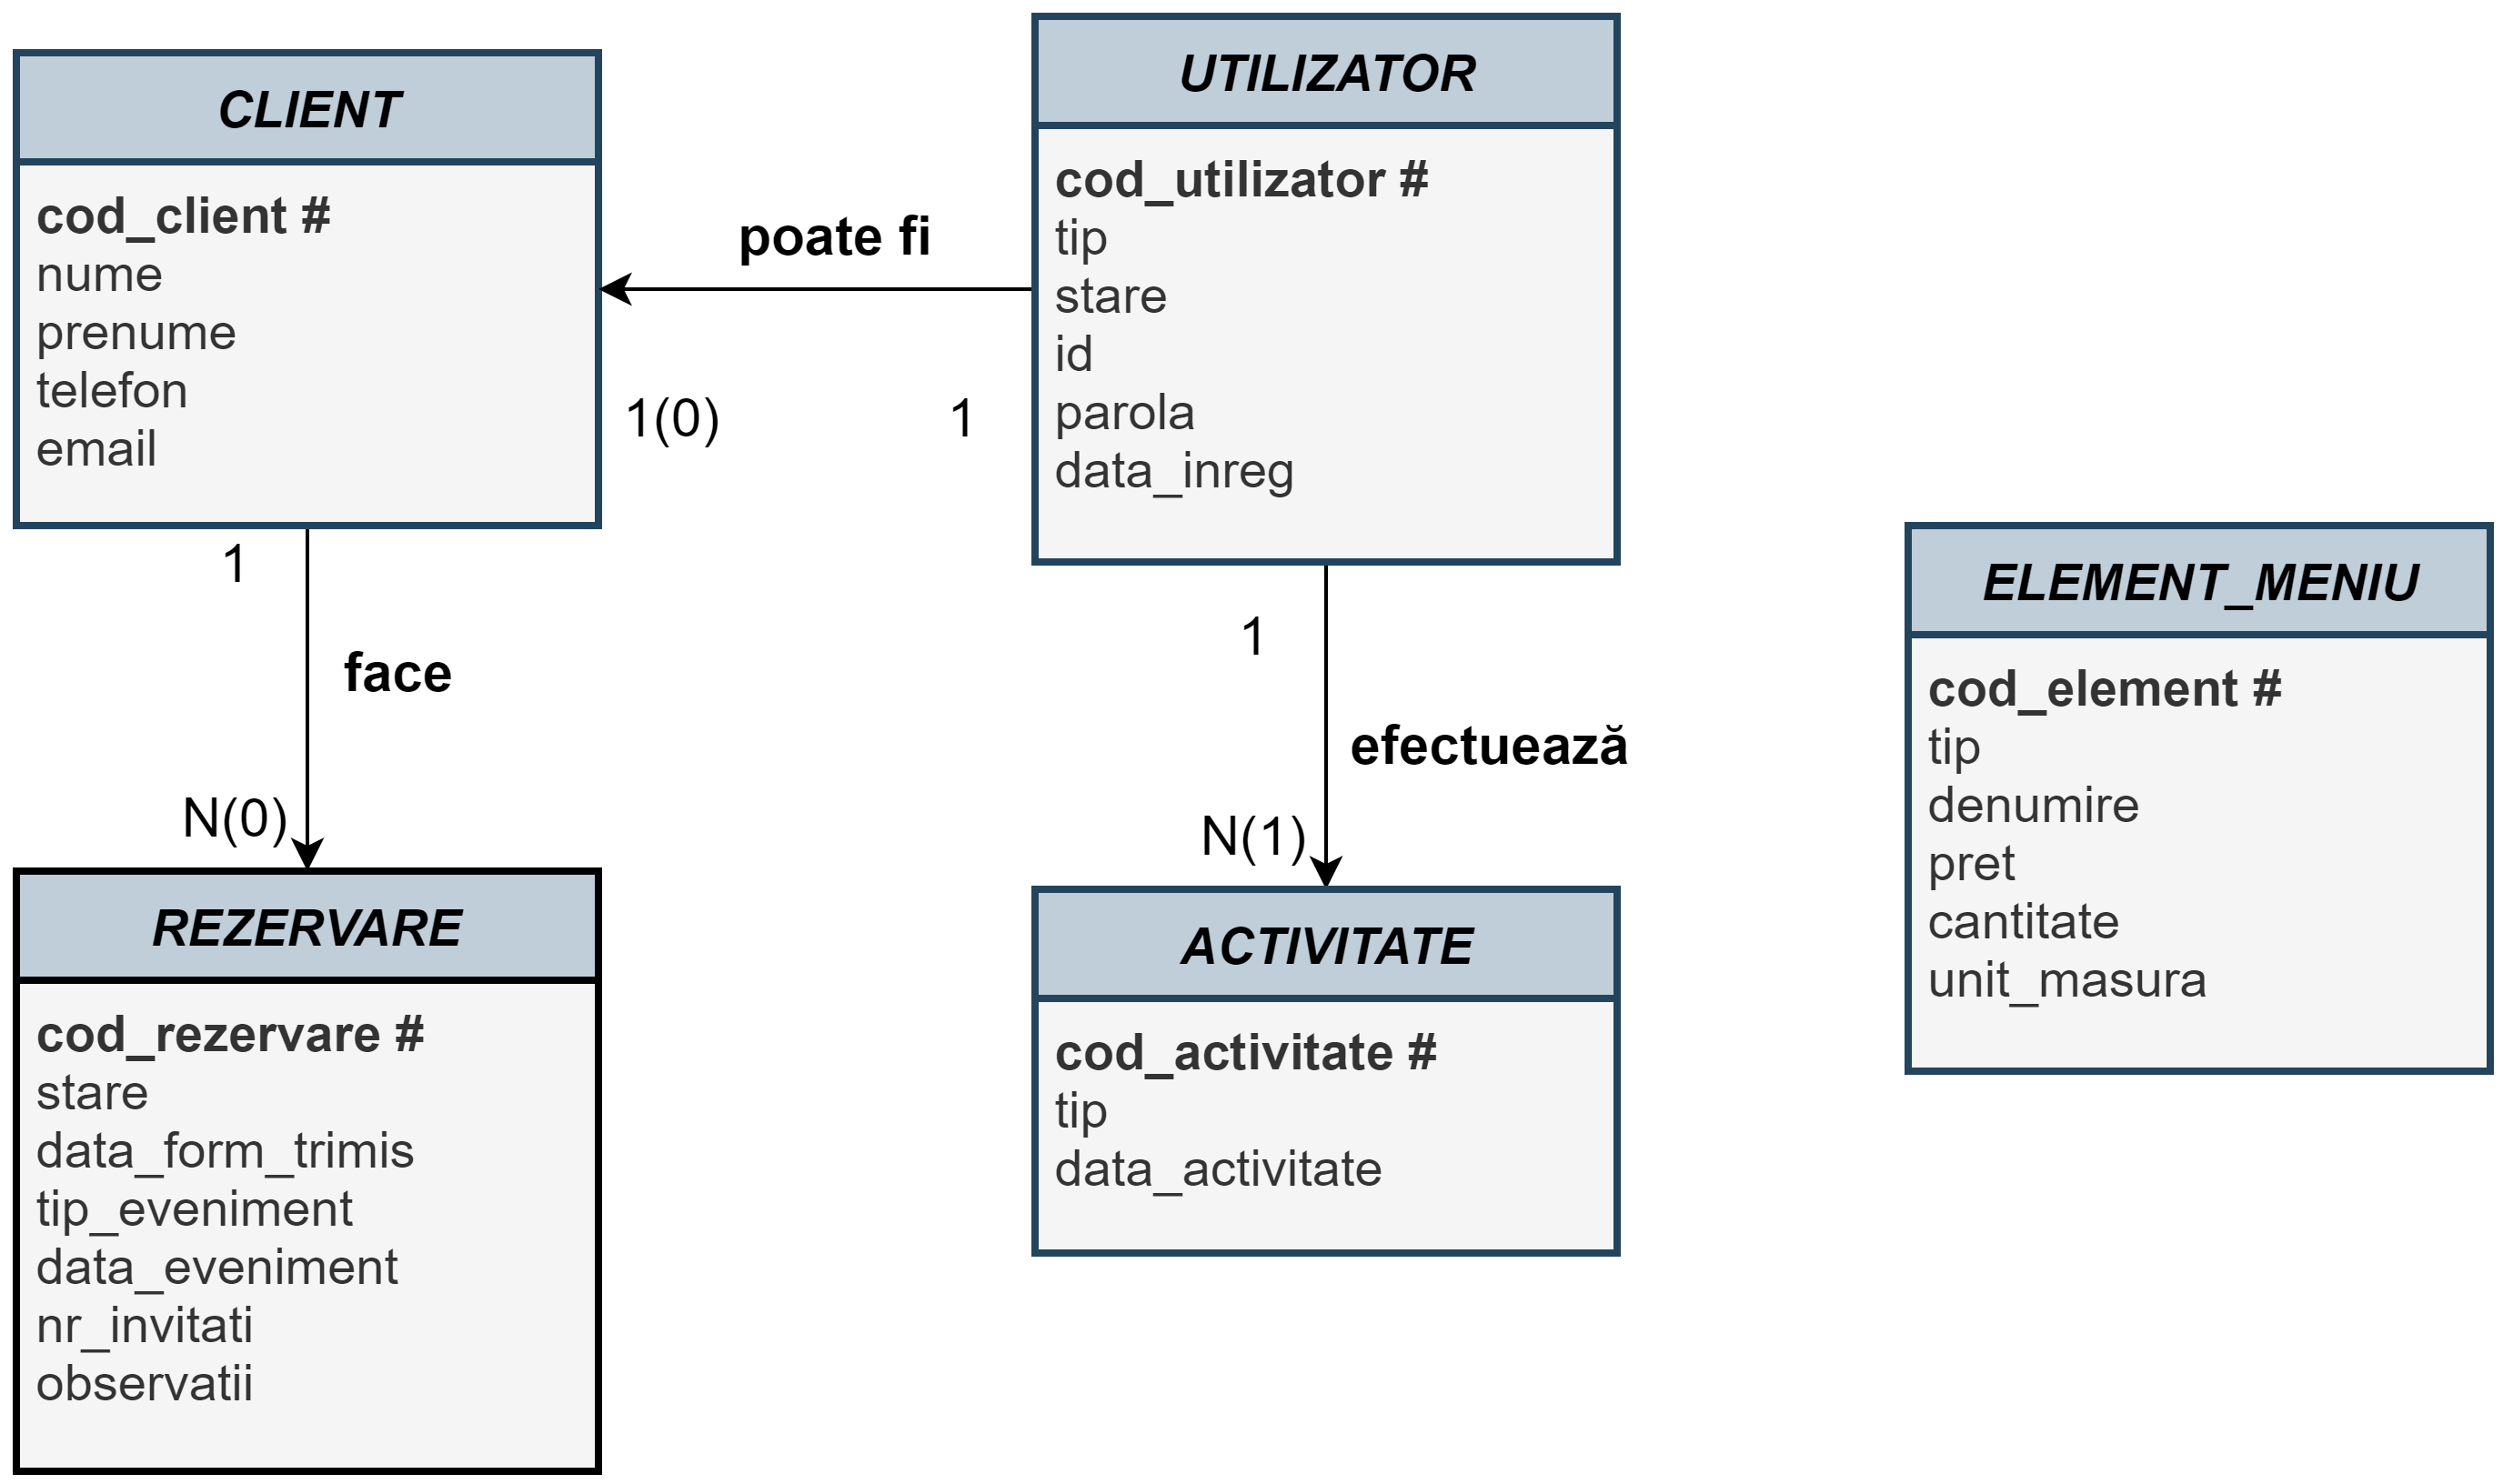 CLIENT
cod_client #
nume
prenume
telefon
email
poate fi
1(0)
1
UTILIZATOR
cod_utilizator #
tip
stare
id
parola
data_inreg
1
face
N(0)
1
efectuează
N(1)
REZERVARE
cod_rezervare #
stare
data_form_trimis
tip_eveniment
data_eveniment
nr_invitati
observatii
ACTIVITATE
cod_activitate #
tip
data_activitate
ELEMENT_MENIU
cod_element #
tip
denumire
pret
cantitate
unit_masura